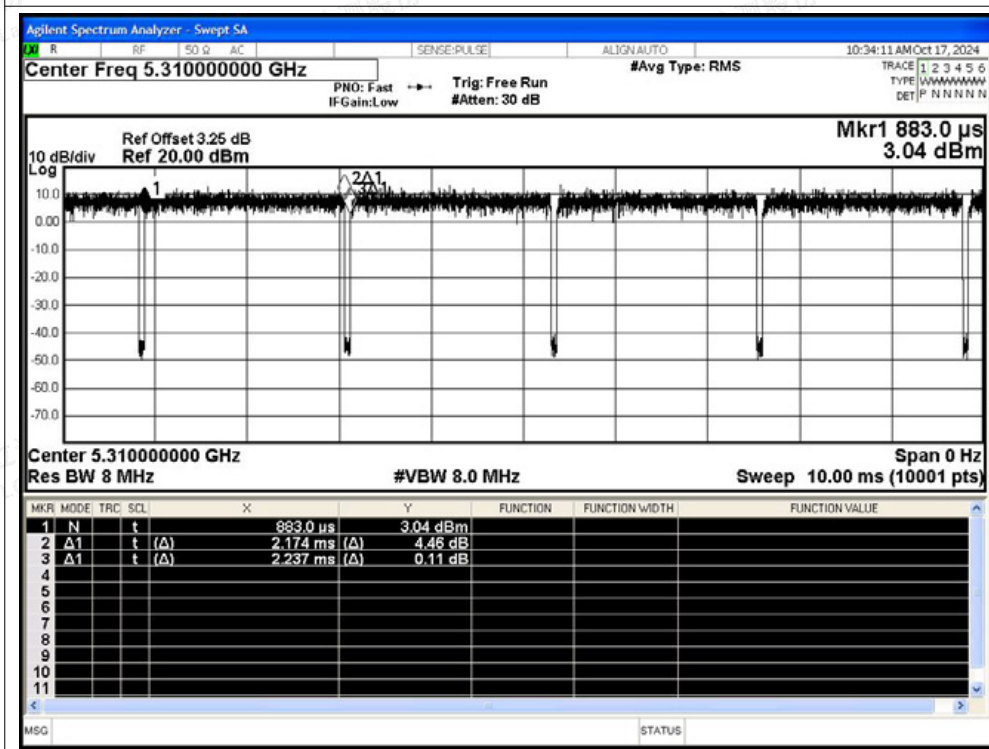 Agilent Spectrum Analyzer - Swept SA
R RF 50 Ω AC SENSE:PULSE ALIGN AUTO 10:34:11 AM Oct 17, 2024
Center Freq 5.310000000 GHz #Avg Type: RMS TRACE 1 2 3 4 5 6
PNO: Fast Trig: Free Run TYPE WWWWWW
IFGain:Low #Atten: 30 dB DET P N N N N N
Mkr1 883.0 µs
Ref Offset 3.25 dB
10 dB/div Ref 20.00 dBm 3.04 dBm
Log
1 2Δ1
3Δ1
10.0
0.00
-10.0
-20.0
-30.0
-40.0
-50.0
-60.0
-70.0
Center 5.310000000 GHz Span 0 Hz
Res BW 8 MHz #VBW 8.0 MHz Sweep 10.00 ms (10001 pts)
MKR MODE TRC SCL X Y FUNCTION FUNCTION WIDTH FUNCTION VALUE
1 N t 883.0 µs 3.04 dBm
2 Δ1 t (Δ) 2.174 ms (Δ) 4.46 dB
3 Δ1 t (Δ) 2.237 ms (Δ) 0.11 dB
4
5
6
7
8
9
10
11
MSG STATUS